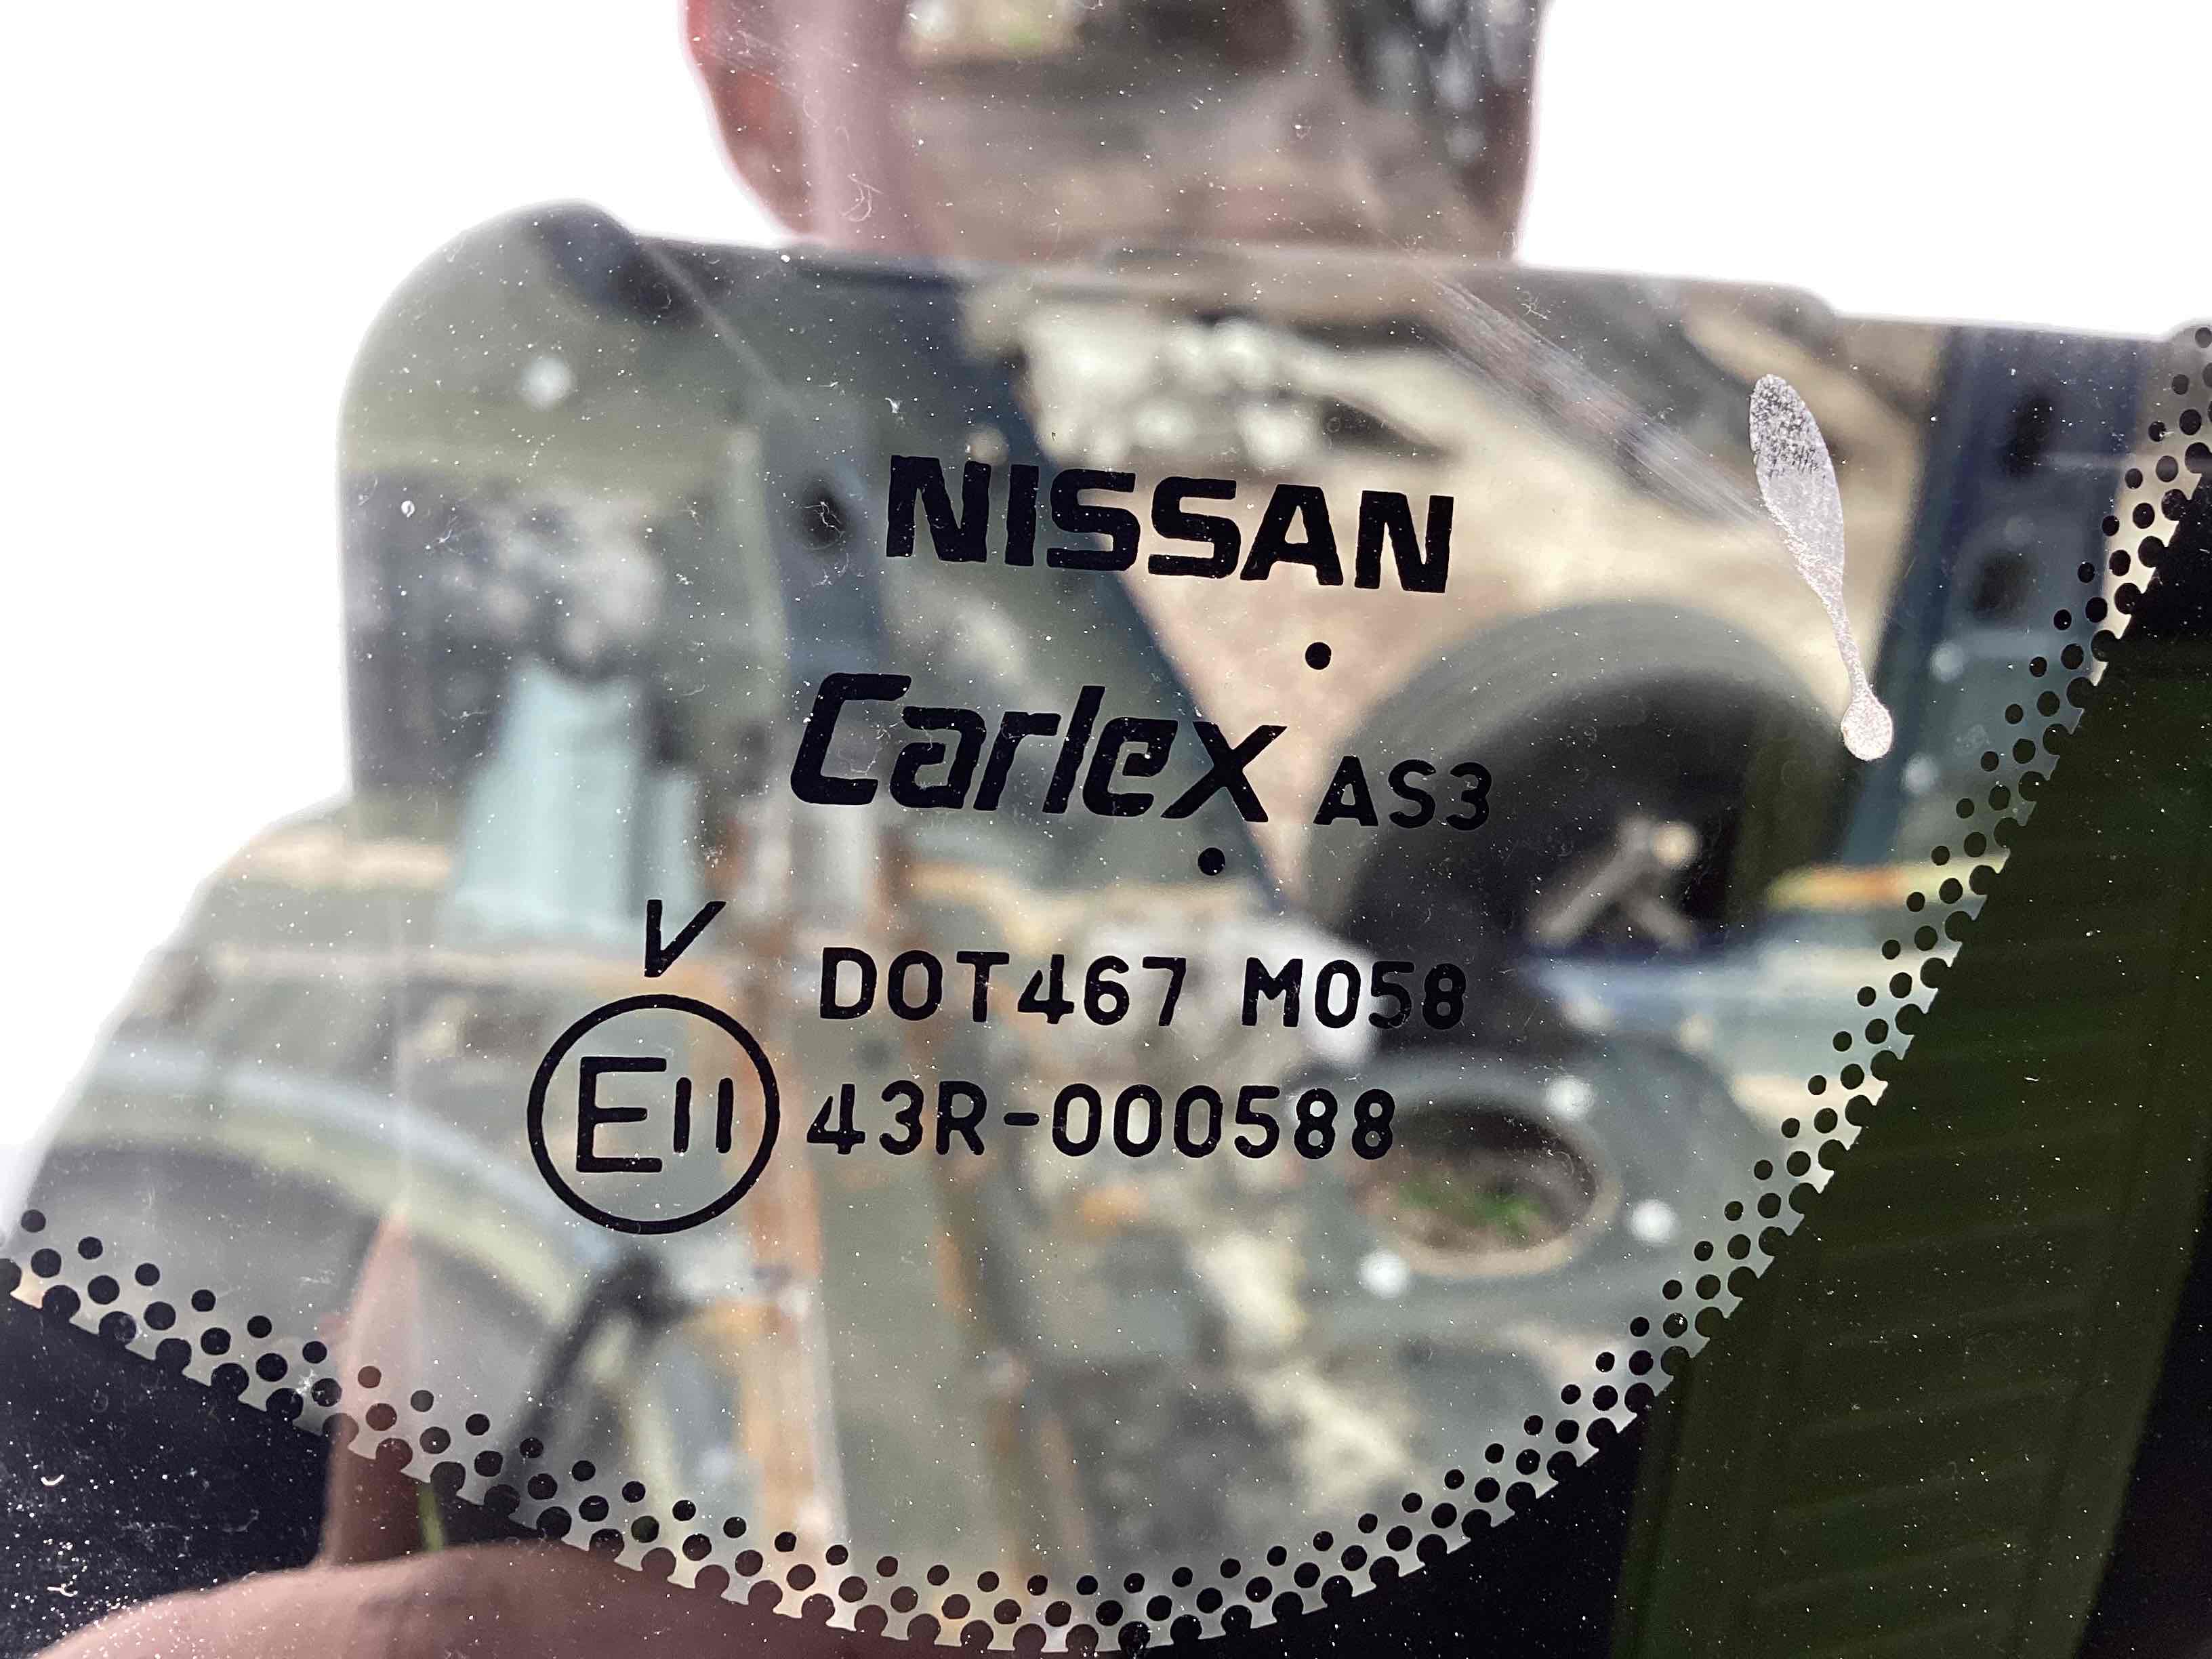 NISSAN
Carlex AS3
V
DOT467 M058
E11 43R-000588